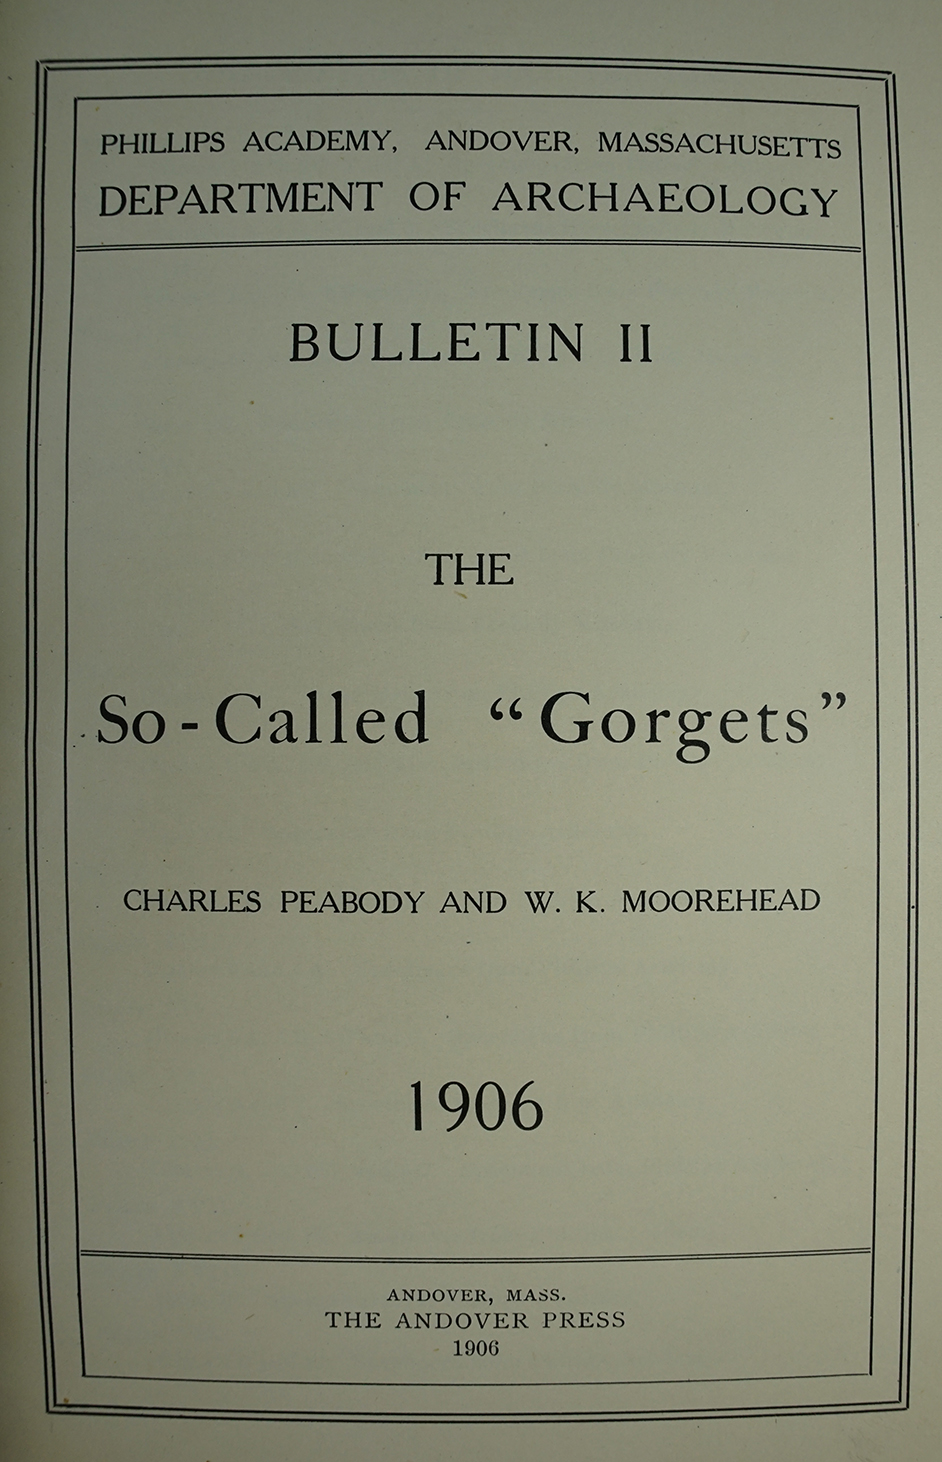 PHILLIPS ACADEMY, ANDOVER, MASSACHUSETTS
DEPARTMENT OF ARCHAEOLOGY
BULLETIN II
THE
So-Called "Gorgets"
CHARLES PEABODY AND W. K. MOOREHEAD
1906
ANDOVER, MASS.
THE ANDOVER PRESS
1906